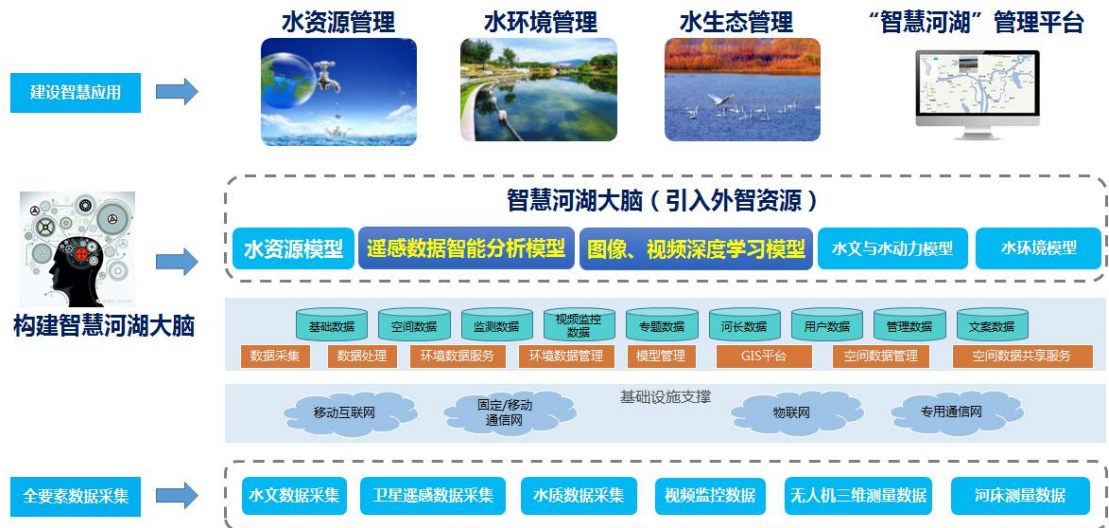 水资源管理
水环境管理
水生态管理
“智慧河湖”管理平台
建设智慧应用
智慧河湖大脑（引入外智资源）
水资源模型
遥感数据智能分析模型
图像、视频深度学习模型
水文与水动力模型
水环境模型
构建智慧河湖大脑
基础数据
空间数据
监测数据
视频监控
数据
专题数据
河长数据
用户数据
管理数据
文案数据
数据采集
数据处理
环境数据服务
环境数据管理
模型管理
GIS平台
空间数据管理
空间数据共享服务
基础设施支撑
移动互联网
固定/移动
通信网
物联网
专用通信网
全要素数据采集
水文数据采集
卫星遥感数据采集
水质数据采集
视频监控数据
无人机三维测量数据
河床测量数据